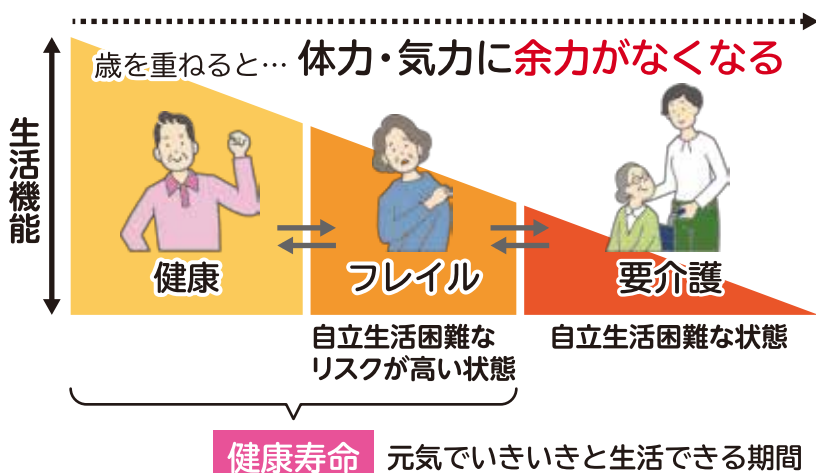 歳を重ねると… 体力・気力に余力がなくなる
生活機能
健康
フレイル
要介護
自立生活困難な
リスクが高い状態
自立生活困難な状態
健康寿命 元気でいきいきと生活できる期間